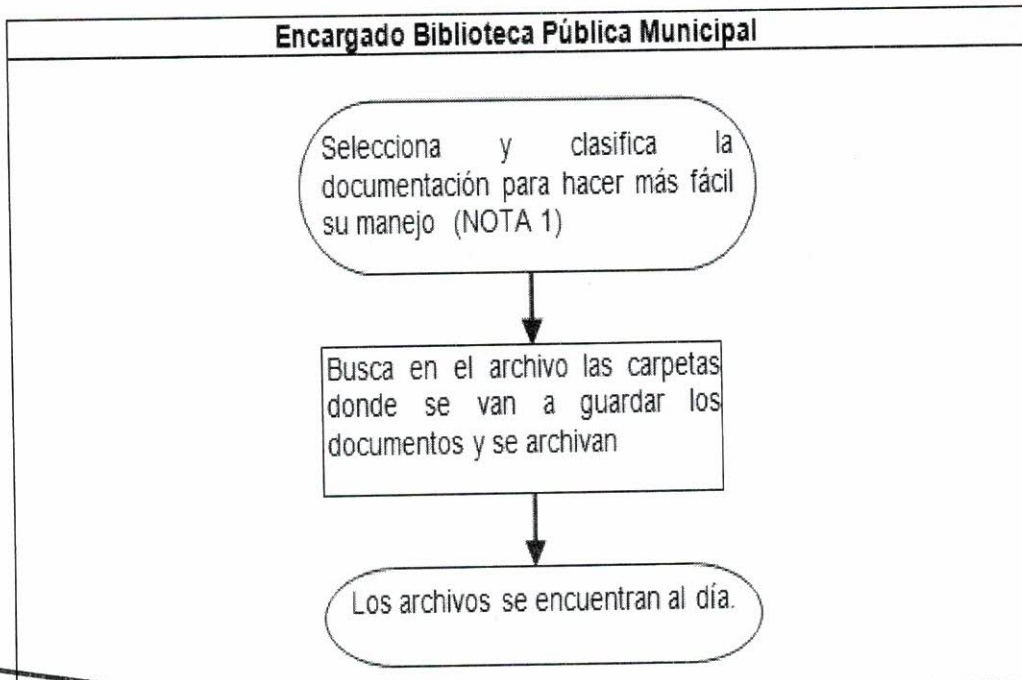 Encargado Biblioteca Pública Municipal
Selecciona y clasifica la
documentación para hacer más fácil
su manejo (NOTA 1)
Busca en el archivo las carpetas
donde se van a guardar los
documentos y se archivan
Los archivos se encuentran al día.